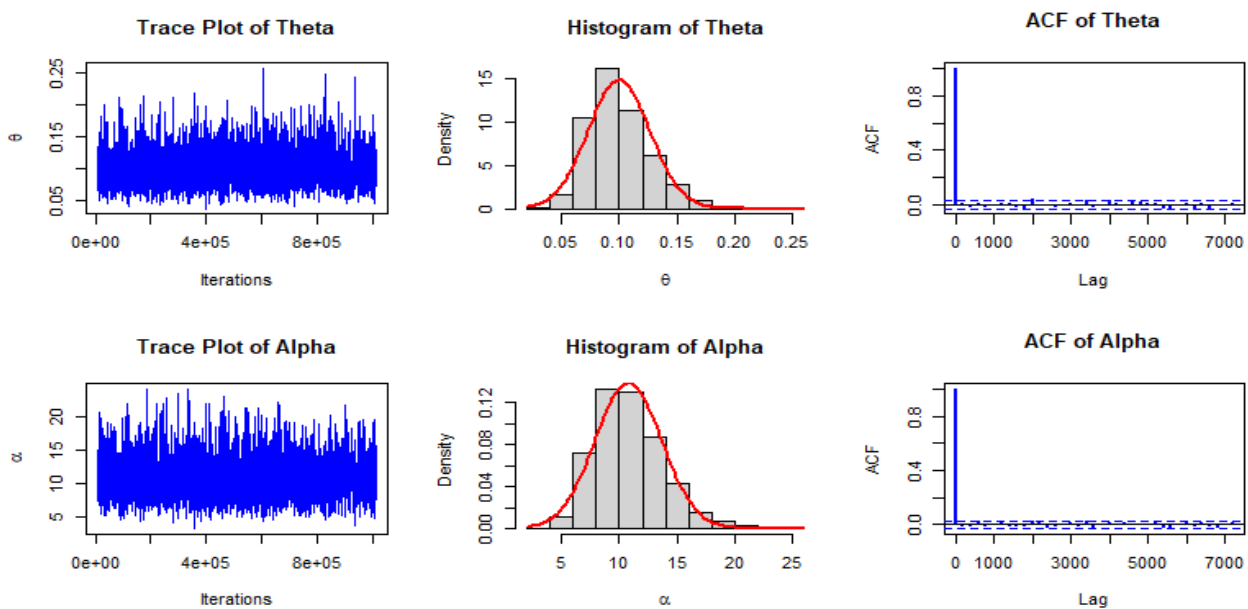 Trace Plot of Theta
θ
0.05 0.15 0.25
0e+00 4e+05 8e+05
Iterations
Histogram of Theta
Density
0 5 10 15
0.05 0.10 0.15 0.20 0.25
θ
ACF of Theta
ACF
0.0 0.4 0.8
0 1000 3000 5000 7000
Lag
Trace Plot of Alpha
α
5 10 15 20
0e+00 4e+05 8e+05
Iterations
Histogram of Alpha
Density
0.00 0.04 0.08 0.12
5 10 15 20 25
α
ACF of Alpha
ACF
0.0 0.4 0.8
0 1000 3000 5000 7000
Lag